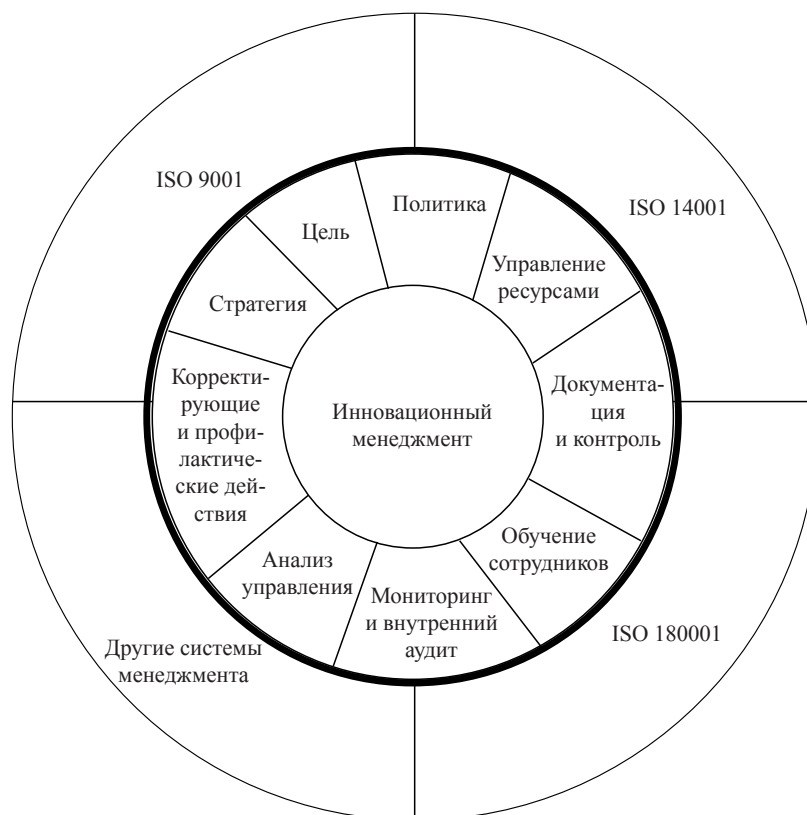 ISO 9001
ISO 14001
Политика
Цель
Управление
ресурсами
Стратегия
Корректи-
рующие
и профи-
лактиче-
ские дей-
ствия
Инновационный
менеджмент
Документа-
ция
и контроль
Обучение
сотрудников
Анализ
управления
Мониторинг
и внутренний
аудит
ISO 180001
Другие системы
менеджмента